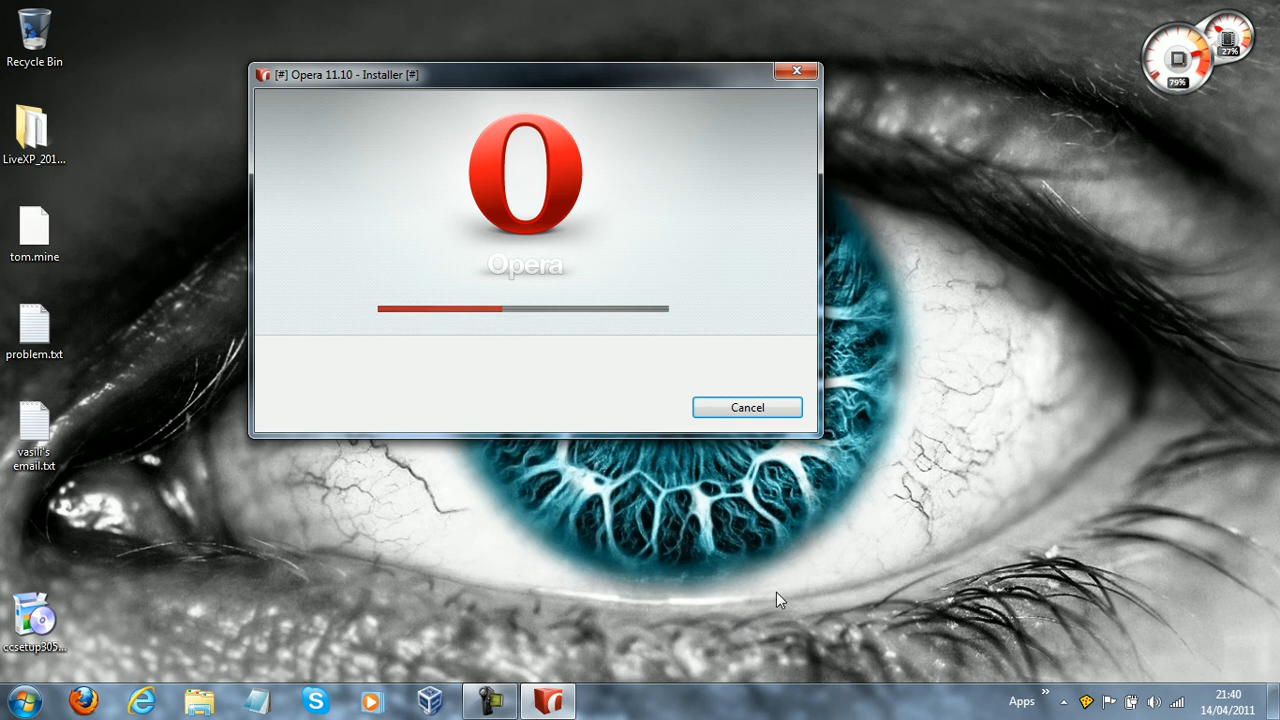 [#] Opera 11.10 - Installer [#]
Opera
Cancel
Recycle Bin
LiveXP_201...
tom.mine
problem.txt
vasili's
email.txt
ccsetup305...
79%
27%
Apps
21:40
14/04/2011